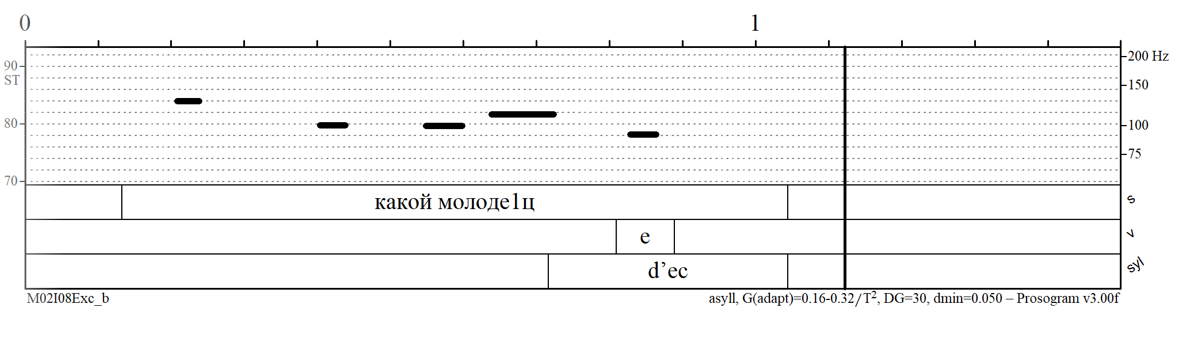 0 1
90 200 Hz
ST
150
80 100
75
70
какой молоде1ц s
e v
d’ec syl
M02I08Exc_b asyll, G(adapt)=0.16-0.32/T², DG=30, dmin=0.050 – Prosogram v3.00f